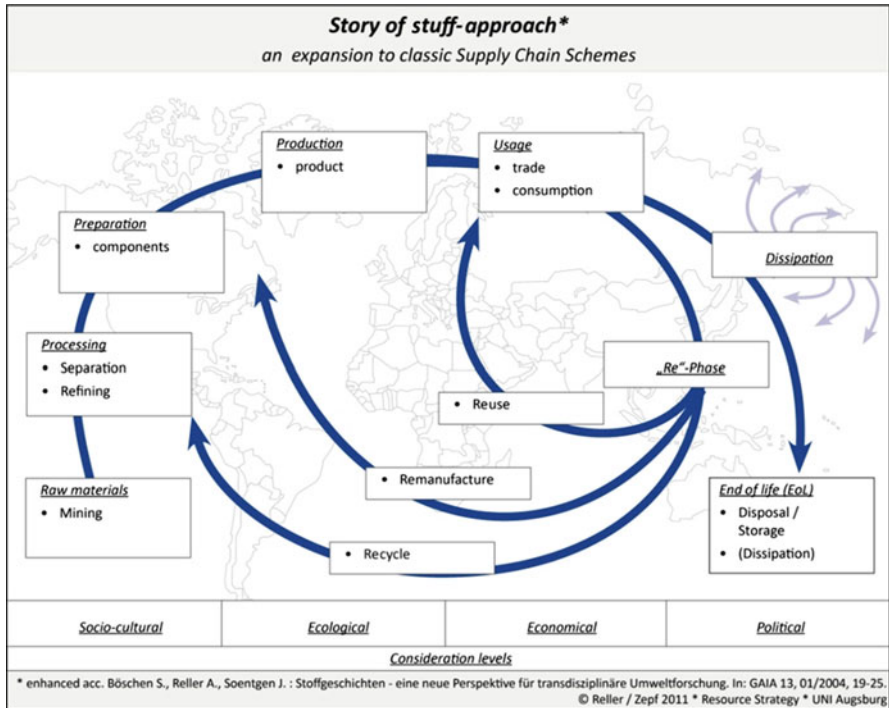 Story of stuff-approach*
an expansion to classic Supply Chain Schemes
Production
• product
Usage
• trade
• consumption
Preparation
• components
Dissipation
Processing
• Separation
• Refining
„Re“-Phase
• Reuse
Raw materials
• Mining
• Remanufacture
End of life (EoL)
• Disposal /
Storage
• (Dissipation)
• Recycle
Socio-cultural
Ecological
Economical
Political
Consideration levels
* enhanced acc. Böschen S., Reller A., Soentgen J. : Stoffgeschichten - eine neue Perspektive für transdisziplinäre Umweltforschung. In: GAIA 13, 01/2004, 19-25.
© Reller / Zepf 2011 * Resource Strategy * UNI Augsburg